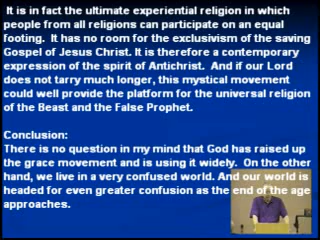 It is in fact the ultimate experiential religion in which
people from all religions can participate on an equal
footing.  It has no room for the exclusivism of the saving
Gospel of Jesus Christ. It is therefore a contemporary
expression of the spirit of Antichrist.  And if our Lord
does not tarry much longer, this mystical movement
could well provide the platform for the universal religion
of the Beast and the False Prophet.
Conclusion:
There is no question in my mind that God has raised up
the grace movement and is using it widely.  On the other
hand, we live in a very confused world. And our world is
headed for even greater confusion as the end of the age
approaches.